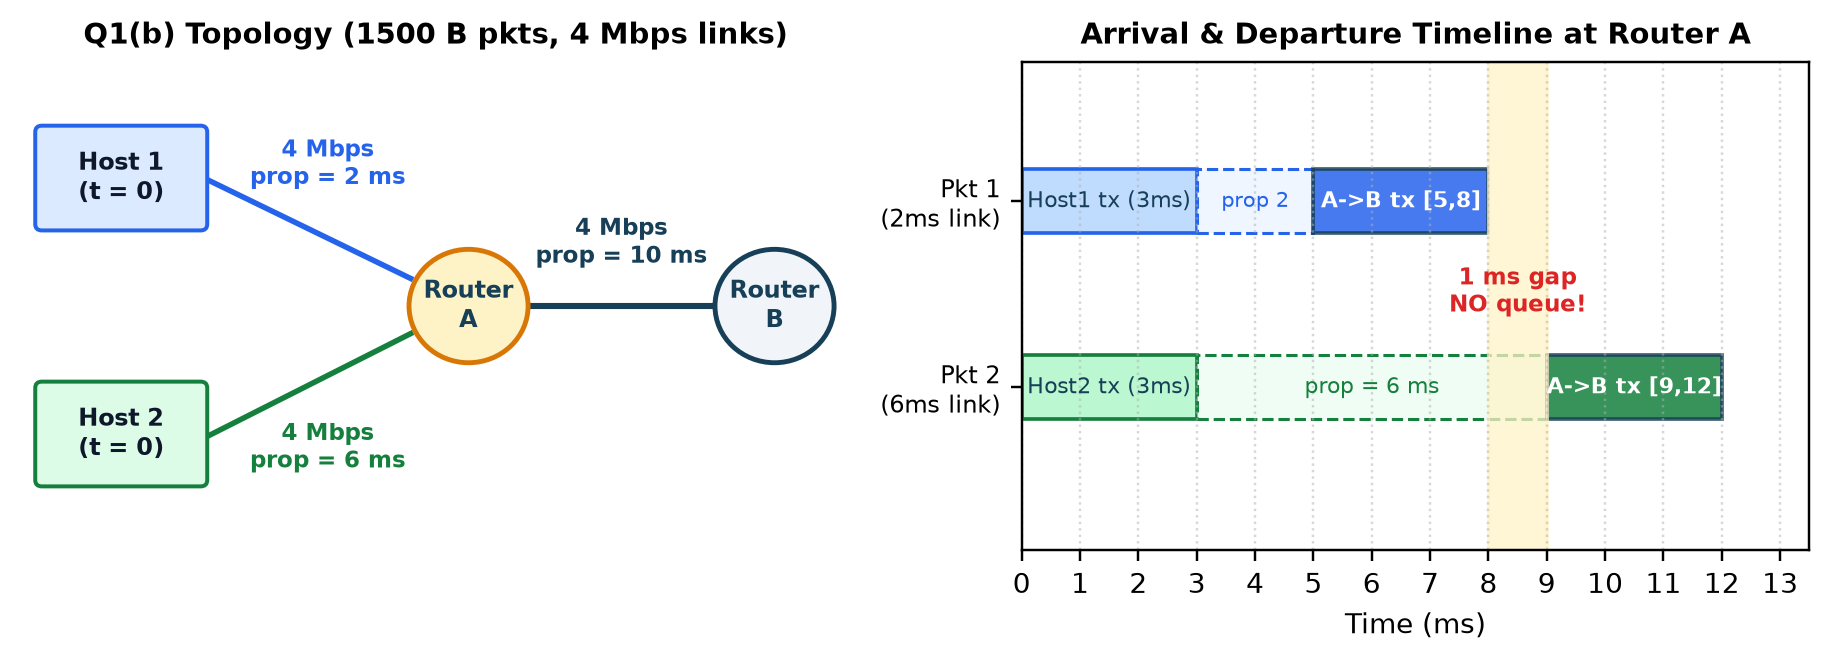 Q1(b) Topology (1500 B pkts, 4 Mbps links)
Host 1
(t = 0)
4 Mbps
prop = 2 ms
4 Mbps
prop = 10 ms
Router
A
Router
B
Host 2
(t = 0)
4 Mbps
prop = 6 ms
Arrival & Departure Timeline at Router A
Pkt 1
(2ms link)
Host1 tx (3ms)
prop 2
A->B tx [5,8]
1 ms gap
NO queue!
Pkt 2
(6ms link)
Host2 tx (3ms)
prop = 6 ms
A->B tx [9,12]
0 1 2 3 4 5 6 7 8 9 10 11 12 13
Time (ms)